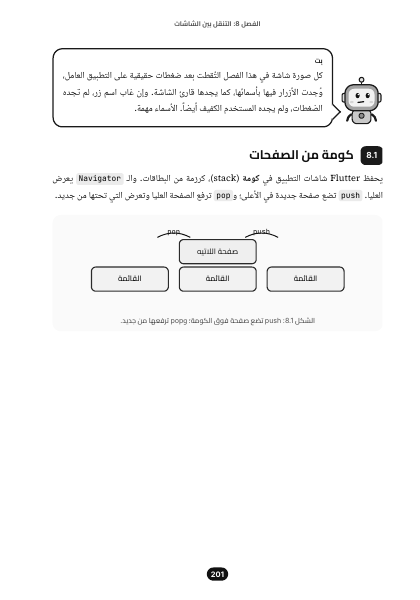 الفصل 8: التنقل بين الشاشات
بِت
كل صورة شاشة في هذا الفصل التُقطت بعد ضغطات حقيقية على التطبيق العامل،
وُجدت الأزرار فيها بأسمائها، كما يجدها قارئ الشاشة. وإن غاب اسم زر، لم تجده
الضغطات، ولم يجده المستخدم الكفيف أيضاً. الأسماء مهمة.
8.1 كومة من الصفحات
يحفظ Flutter شاشات التطبيق في كومة (stack)، كرزمة من البطاقات. والـ Navigator يعرض
العليا. push تضع صفحة جديدة في الأعلى؛ و pop ترفع الصفحة العليا وتعرض التي تحتها من جديد.
push pop
صفحة اللاتيه
القائمة القائمة القائمة
الشكل 8.1: push تضع صفحة فوق الكومة؛ وpop ترفعها من جديد.
201